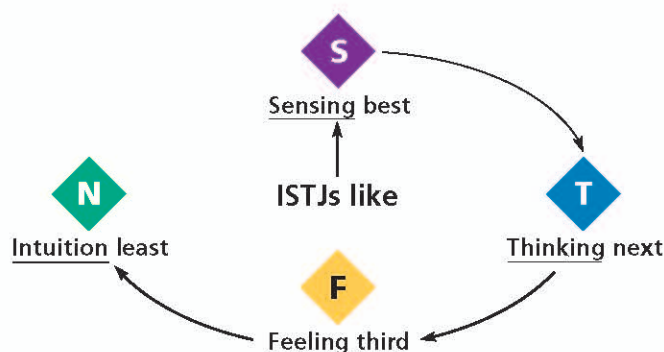 S
Sensing best
ISTJs like
N
Intuition least
T
Thinking next
F
Feeling third